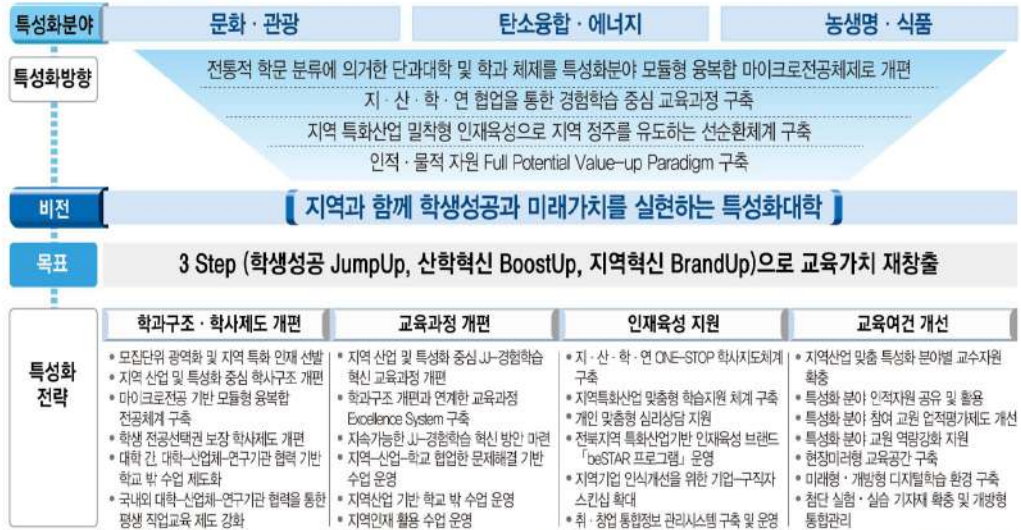 특성화분야
문화 · 관광
탄소융합 · 에너지
농생명 · 식품
특성화방향
전통적 학문 분류에 의거한 단과대학 및 학과 체제를 특성화분야 모듈형 융복합 마이크로전공체제로 개편
지 · 산 · 학 · 연 협업을 통한 경험학습 중심 교육과정 구축
지역 특화산업 밀착형 인재육성으로 지역 정주를 유도하는 선순환체계 구축
인적 · 물적 자원 Full Potential Value-up Paradigm 구축
비전
[ 지역과 함께 학생성공과 미래가치를 실현하는 특성화대학 ]
목표
3 Step (학생성공 JumpUp, 산학혁신 BoostUp, 지역혁신 BrandUp)으로 교육가치 재창출
특성화
전략
학과구조 · 학사제도 개편
• 모집단위 광역화 및 지역 특화 인재 선발
• 지역 산업 및 특성화 중심 학사구조 개편
• 마이크로전공 기반 모듈형 융복합
전공체계 구축
• 학생 전공선택권 보장 학사제도 개편
• 대학 간, 대학-산업체-연구기관 협력 기반
학교 밖 수업 제도화
• 국내외 대학-산업체-연구기관 협력을 통한
평생 직업교육 제도 강화
교육과정 개편
• 지역 산업 및 특성화 중심 JJ-경험학습
혁신 교육과정 개편
• 학과구조 개편과 연계한 교육과정
Excellence System 구축
• 지속가능한 JJ-경험학습 혁신 방안 마련
• 지역-산업-학교 협업한 문제해결 기반
수업 운영
• 지역산업 기반 학교 밖 수업 운영
• 지역인재 활용 수업 운영
인재육성 지원
• 지 · 산 · 학 · 연 ONE-STOP 학사지도체계
구축
• 지역특화산업 맞춤형 학습지원 체계 구축
• 개인 맞춤형 심리상담 지원
• 전북지역 특화산업기반 인재육성 브랜드
「beSTAR 프로그램」 운영
• 지역기업 인식개선을 위한 기업-구직자
스킨십 확대
• 취 · 창업 통합정보 관리시스템 구축 및 운영
교육여건 개선
• 지역산업 맞춤 특성화 분야별 교수자원
확충
• 특성화 분야 인적자원 공유 및 활용
• 특성화 분야 참여 교원 업적평가제도 개선
• 특성화 분야 교원 역량강화 지원
• 현장미러형 교육공간 구축
• 미래형 · 개방형 디지털학습 환경 구축
• 첨단 실험 · 실습 기자재 확충 및 개방형
통합관리